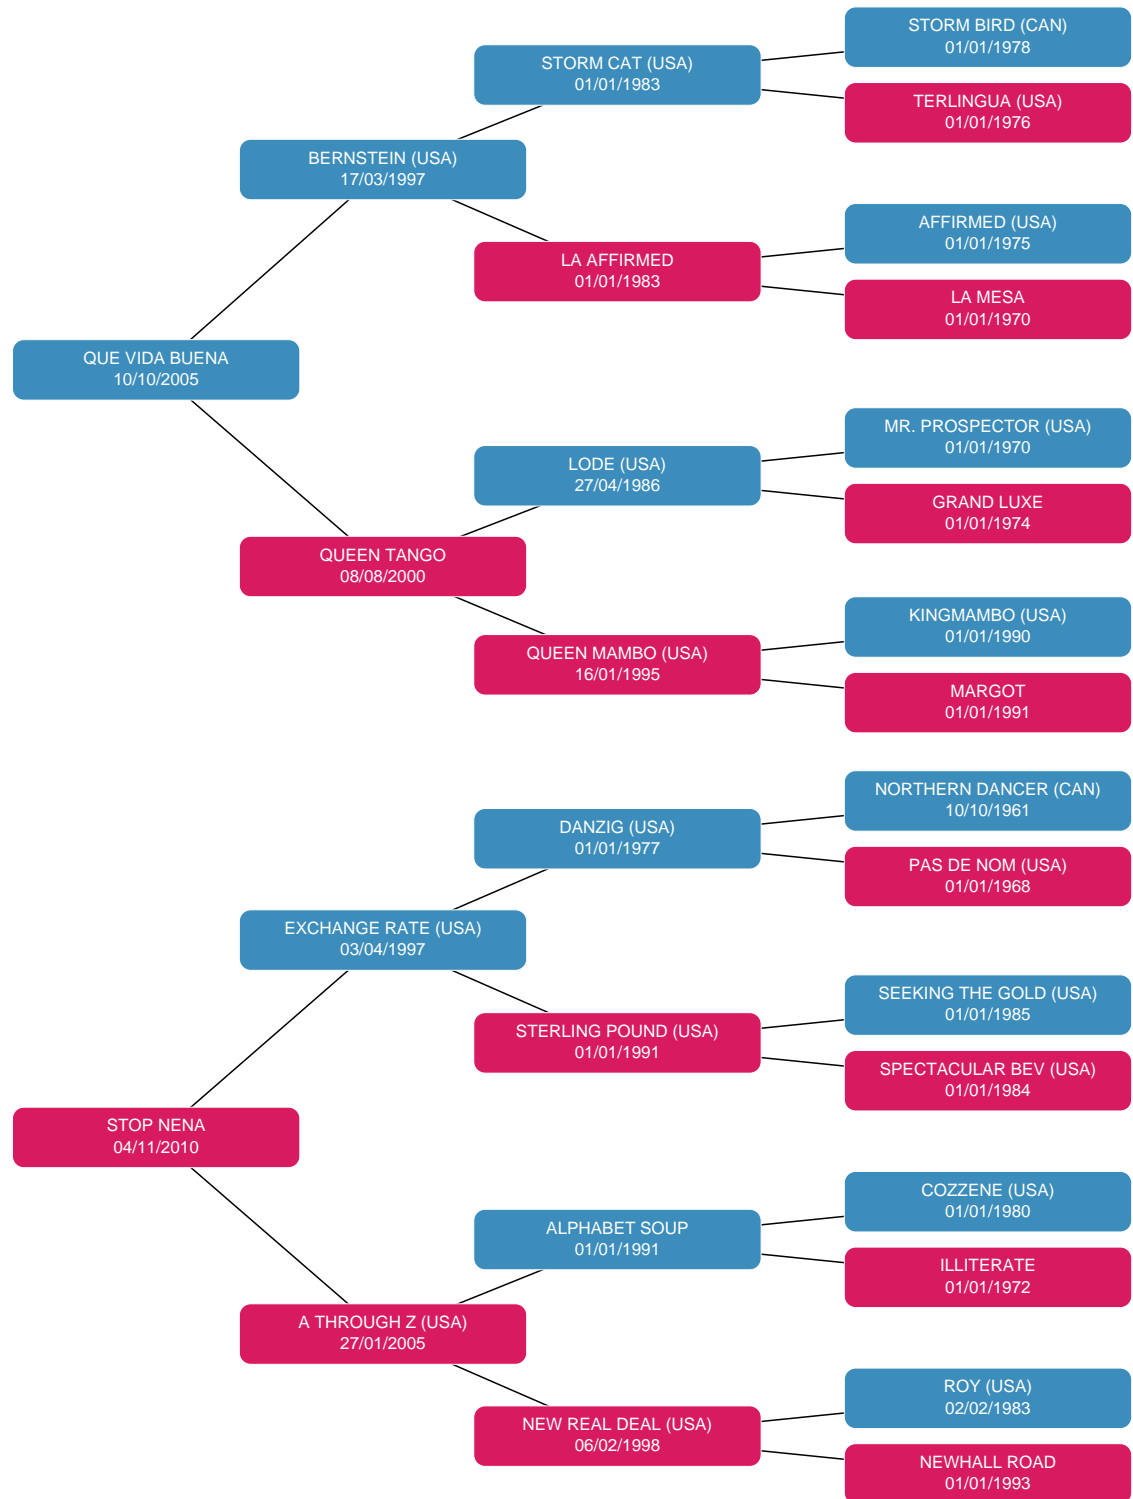 STORM BIRD (CAN)
01/01/1978
STORM CAT (USA)
01/01/1983
TERLINGUA (USA)
01/01/1976
BERNSTEIN (USA)
17/03/1997
AFFIRMED (USA)
01/01/1975
LA AFFIRMED
01/01/1983
LA MESA
01/01/1970
QUE VIDA BUENA
10/10/2005
MR. PROSPECTOR (USA)
01/01/1970
LODE (USA)
27/04/1986
GRAND LUXE
01/01/1974
QUEEN TANGO
08/08/2000
KINGMAMBO (USA)
01/01/1990
QUEEN MAMBO (USA)
16/01/1995
MARGOT
01/01/1991
NORTHERN DANCER (CAN)
10/10/1961
DANZIG (USA)
01/01/1977
PAS DE NOM (USA)
01/01/1968
EXCHANGE RATE (USA)
03/04/1997
SEEKING THE GOLD (USA)
01/01/1985
STERLING POUND (USA)
01/01/1991
SPECTACULAR BEV (USA)
01/01/1984
STOP NENA
04/11/2010
COZZENE (USA)
01/01/1980
ALPHABET SOUP
01/01/1991
ILLITERATE
01/01/1972
A THROUGH Z (USA)
27/01/2005
ROY (USA)
02/02/1983
NEW REAL DEAL (USA)
06/02/1998
NEWHALL ROAD
01/01/1993